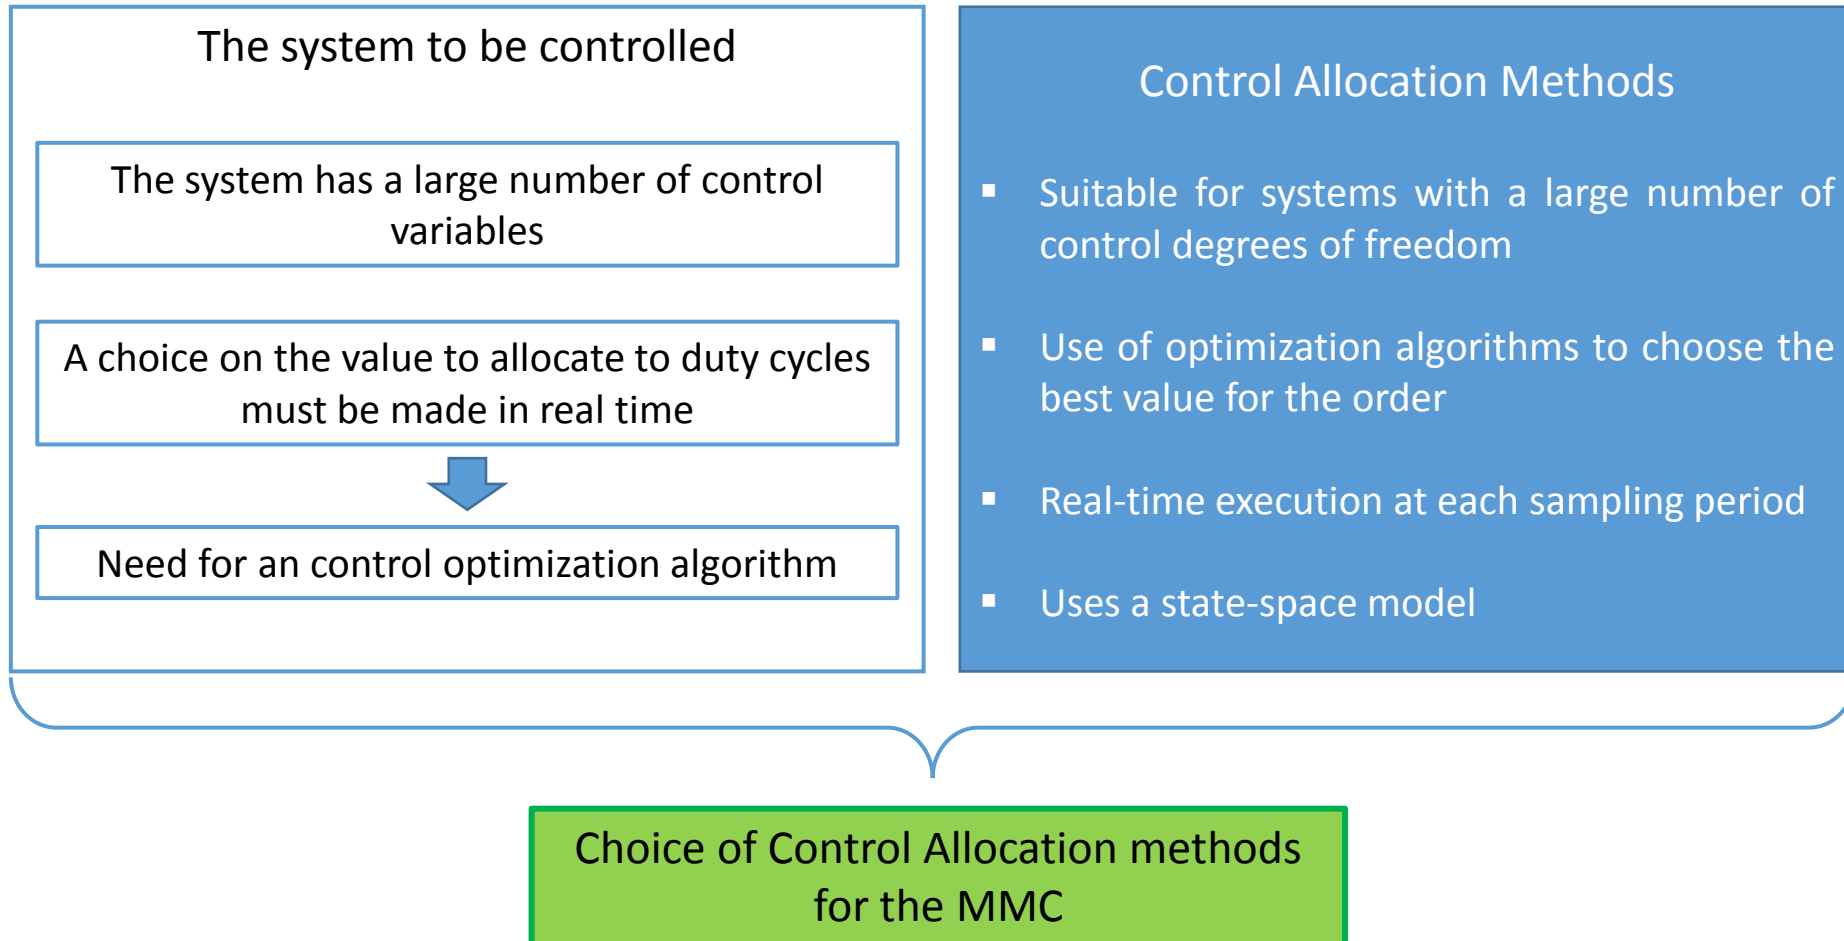 The system to be controlled
The system has a large number of control
variables
A choice on the value to allocate to duty cycles
must be made in real time
Need for an control optimization algorithm
Control Allocation Methods
▪ Suitable for systems with a large number of
control degrees of freedom
▪ Use of optimization algorithms to choose the
best value for the order
▪ Real-time execution at each sampling period
▪ Uses a state-space model
Choice of Control Allocation methods
for the MMC